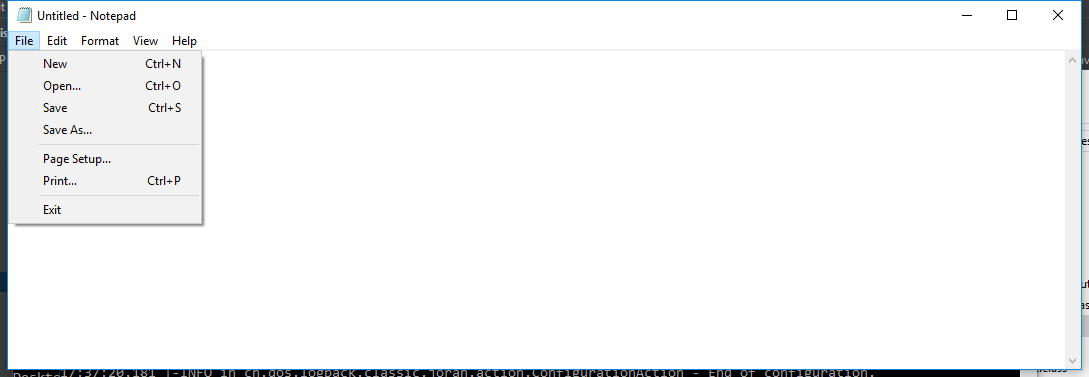 Untitled - Notepad
File Edit Format View Help
New Ctrl+N
Open... Ctrl+O
Save Ctrl+S
Save As...
Page Setup...
Print... Ctrl+P
Exit
17:37:20.181 |-INFO in ch.qos.logback.classic.joran.action.ConfigurationAction - End of configuration.